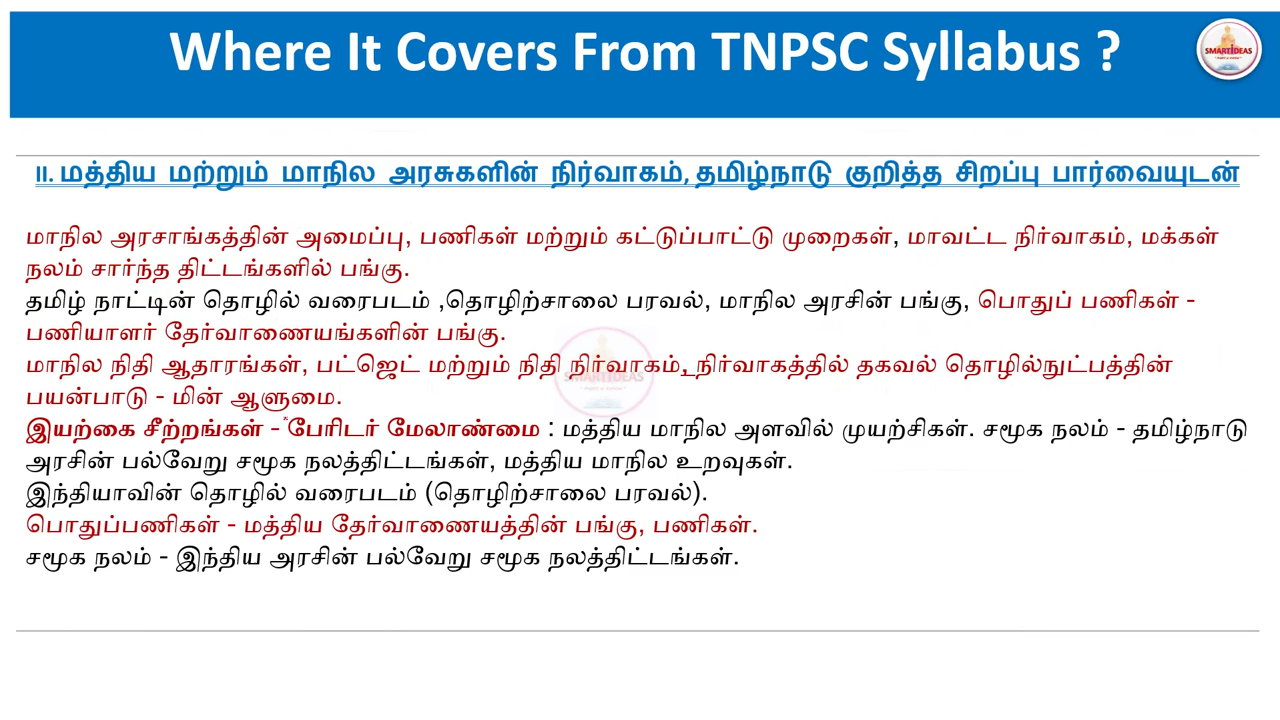 Where It Covers From TNPSC Syllabus ?
SMARTIDEAS
II. மத்திய மற்றும் மாநில அரசுகளின் நிர்வாகம், தமிழ்நாடு குறித்த சிறப்பு பார்வையுடன்
மாநில அரசாங்கத்தின் அமைப்பு, பணிகள் மற்றும் கட்டுப்பாட்டு முறைகள், மாவட்ட நிர்வாகம், மக்கள்
நலம் சார்ந்த திட்டங்களில் பங்கு.
தமிழ் நாட்டின் தொழில் வரைபடம் ,தொழிற்சாலை பரவல், மாநில அரசின் பங்கு, பொதுப் பணிகள் -
பணியாளர் தேர்வாணையங்களின் பங்கு.
மாநில நிதி ஆதாரங்கள், பட்ஜெட் மற்றும் நிதி நிர்வாகம், நிர்வாகத்தில் தகவல் தொழில்நுட்பத்தின்
பயன்பாடு - மின் ஆளுமை.
இயற்கை சீற்றங்கள் - பேரிடர் மேலாண்மை : மத்திய மாநில அளவில் முயற்சிகள். சமூக நலம் - தமிழ்நாடு
அரசின் பல்வேறு சமூக நலத்திட்டங்கள், மத்திய மாநில உறவுகள்.
இந்தியாவின் தொழில் வரைபடம் (தொழிற்சாலை பரவல்).
பொதுப்பணிகள் - மத்திய தேர்வாணையத்தின் பங்கு, பணிகள்.
சமூக நலம் - இந்திய அரசின் பல்வேறு சமூக நலத்திட்டங்கள்.
SMARTIDEAS